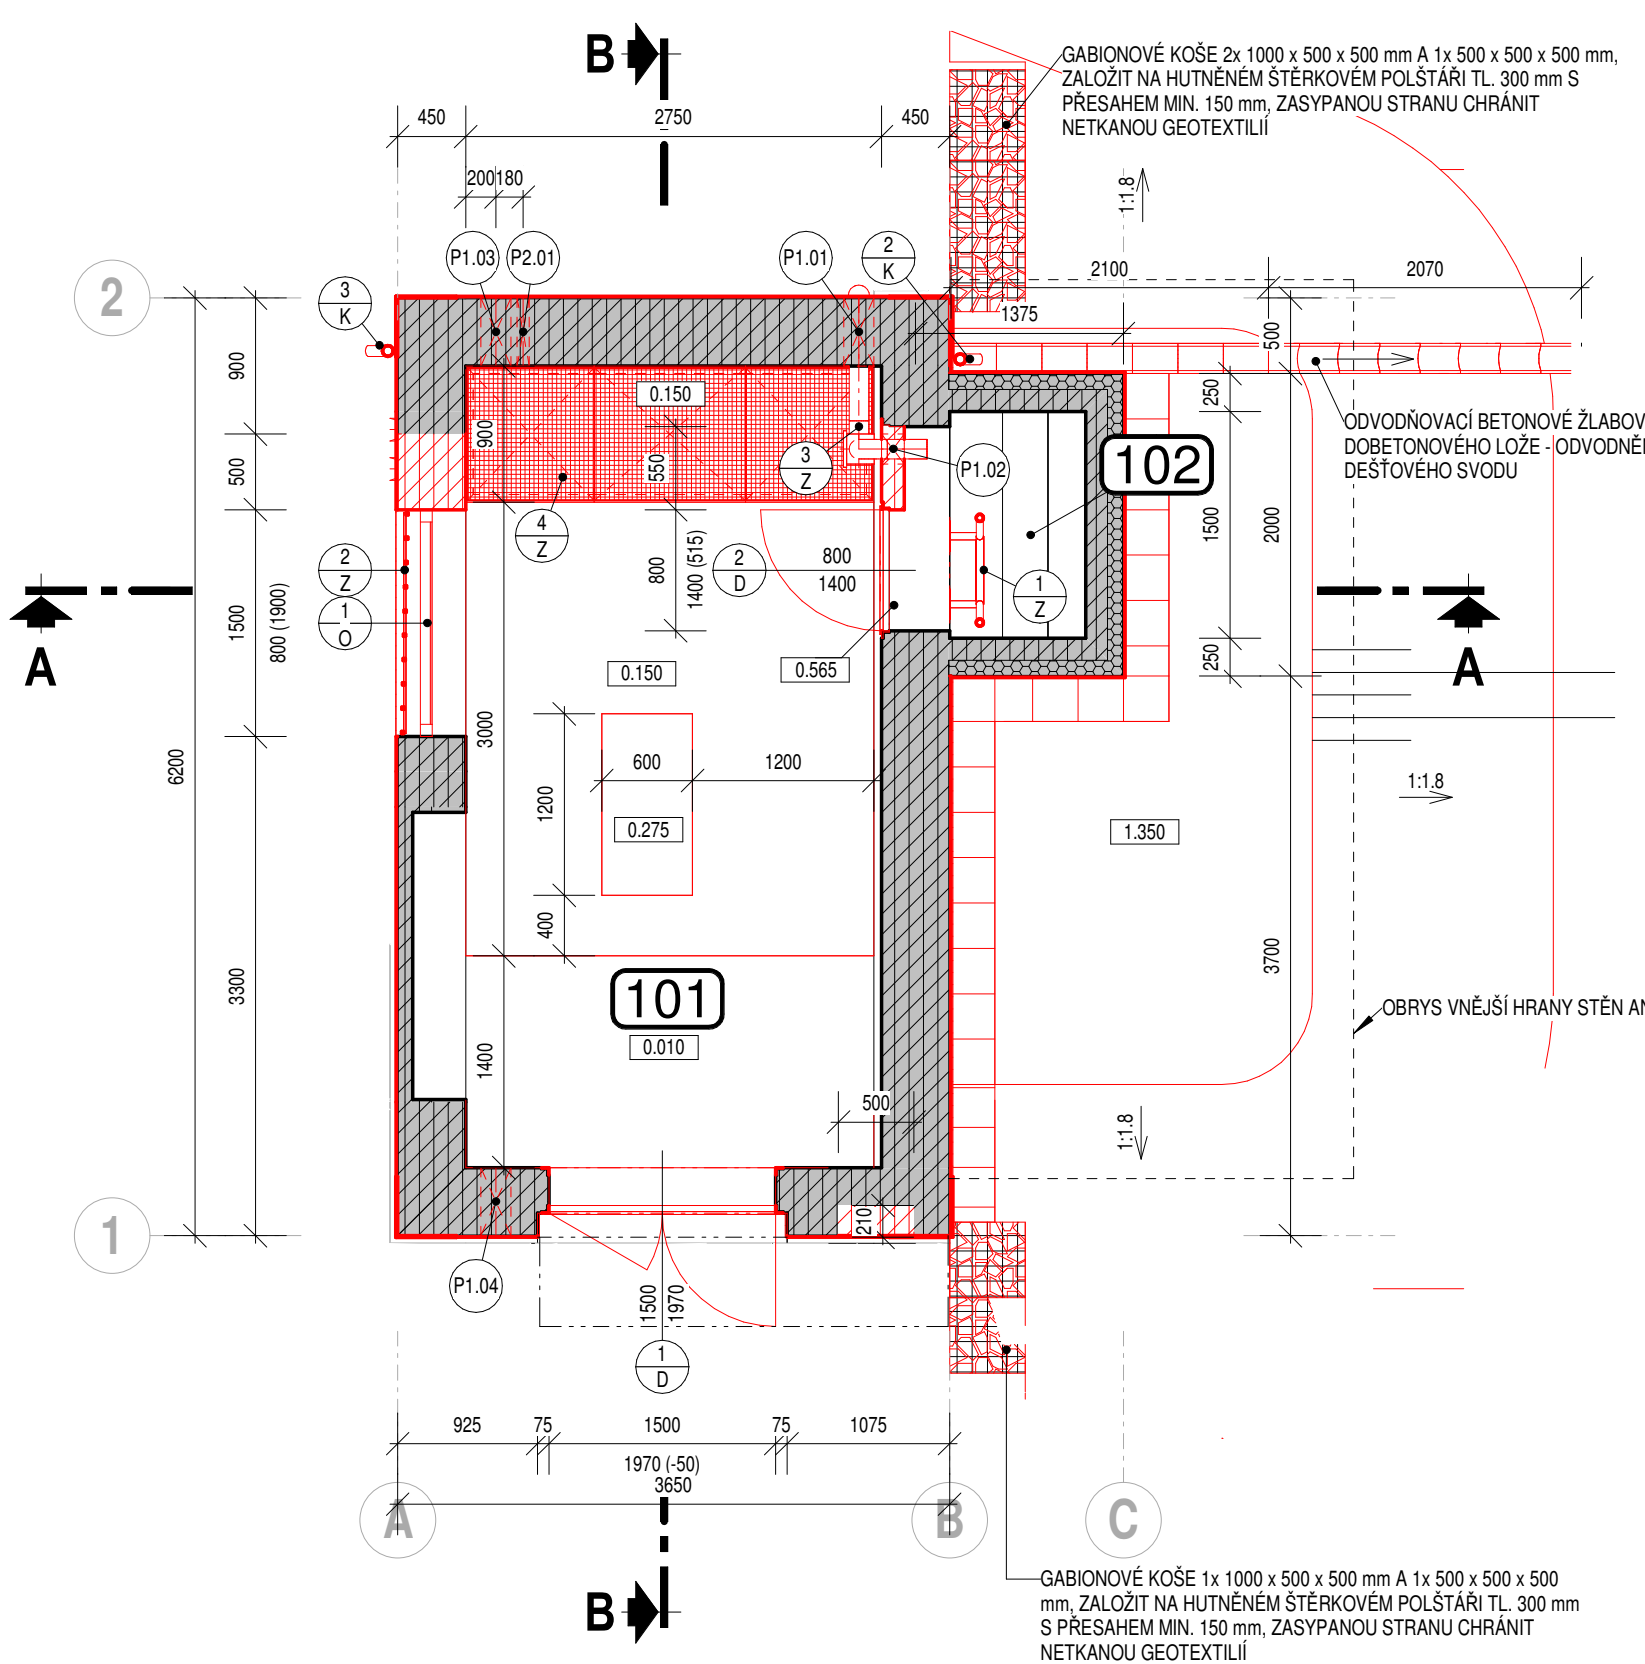 B
GABIONOVÉ KOŠE 2x 1000 x 500 x 500 mm A 1x 500 x 500 x 500 mm,
ZALOŽIT NA HUTNĚNÉM ŠTĚRKOVÉM POLŠTÁŘI TL. 300 mm S
PŘESAHEM MIN. 150 mm, ZASYPANOU STRANU CHRÁNIT
NETKANOU GEOTEXTILIÍ
450
2750
450
200
180
1:1.8
P1.03
P2.01
P1.01
2
K
2100
2070
2
3
K
1375
500
900
0.150
250
ODVODŇOVACÍ BETONOVÉ ŽLABOV
DOBETONOVÉHO LOŽE - ODVODNĚ
DEŠŤOVÉHO SVODU
900
550
3
Z
P1.02
102
500
4
Z
1500
2000
2
Z
1
O
800
1400 (515)
2
D
800
1400
1
Z
1500
800 (1900)
A
A
250
0.150
0.565
3000
6200
600
1200
1200
0.275
1:1.8
1.350
400
3300
101
0.010
3700
OBRYS VNĚJŠÍ HRANY STĚN AN
1400
500
1:1.8
210
1
P1.04
1500
1970
1
D
925
75
1500
75
1075
1970 (-50)
3650
A
B
C
B
GABIONOVÉ KOŠE 1x 1000 x 500 x 500 mm A 1x 500 x 500 x 500
mm, ZALOŽIT NA HUTNĚNÉM ŠTĚRKOVÉM POLŠTÁŘI TL. 300 mm
S PŘESAHEM MIN. 150 mm, ZASYPANOU STRANU CHRÁNIT
NETKANOU GEOTEXTILIÍ